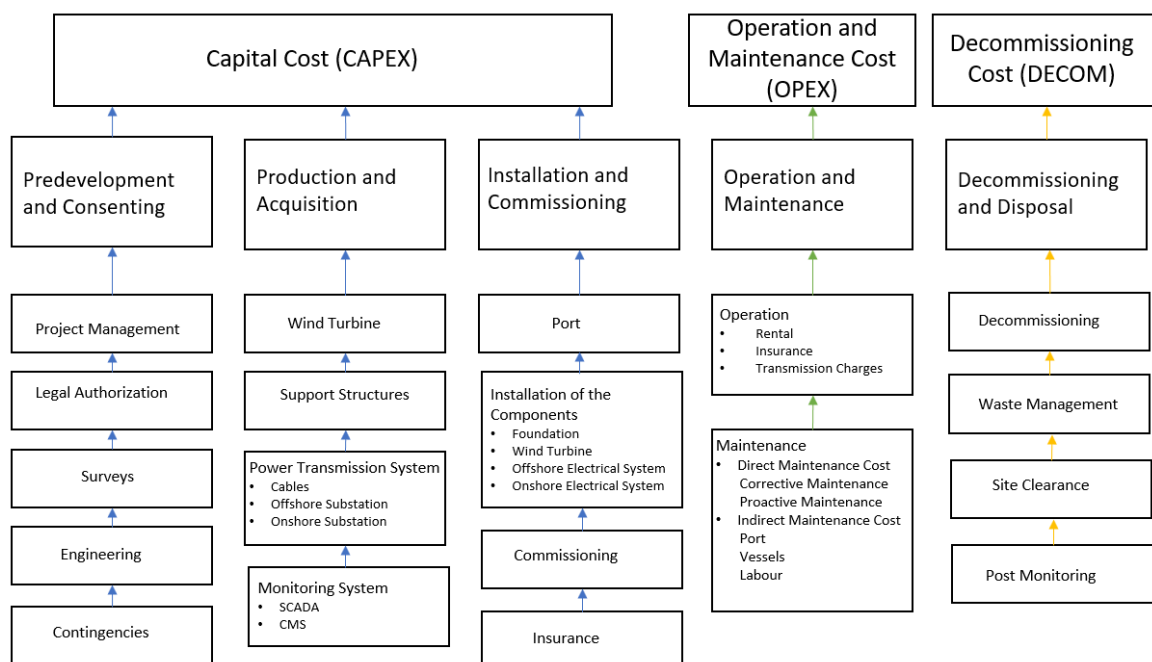 Capital Cost (CAPEX)
Operation and
Maintenance Cost
(OPEX)
Decommissioning
Cost (DECOM)
Predevelopment
and Consenting
Production and
Acquisition
Installation and
Commissioning
Operation and
Maintenance
Decommissioning
and Disposal
Project Management
Legal Authorization
Surveys
Engineering
Contingencies
Wind Turbine
Support Structures
Power Transmission System
• Cables
• Offshore Substation
• Onshore Substation
Monitoring System
• SCADA
• CMS
Port
Installation of the
Components
• Foundation
• Wind Turbine
• Offshore Electrical System
• Onshore Electrical System
Commissioning
Insurance
Operation
• Rental
• Insurance
• Transmission Charges
Maintenance
• Direct Maintenance Cost
Corrective Maintenance
Proactive Maintenance
• Indirect Maintenance Cost
Port
Vessels
Labour
Decommissioning
Waste Management
Site Clearance
Post Monitoring